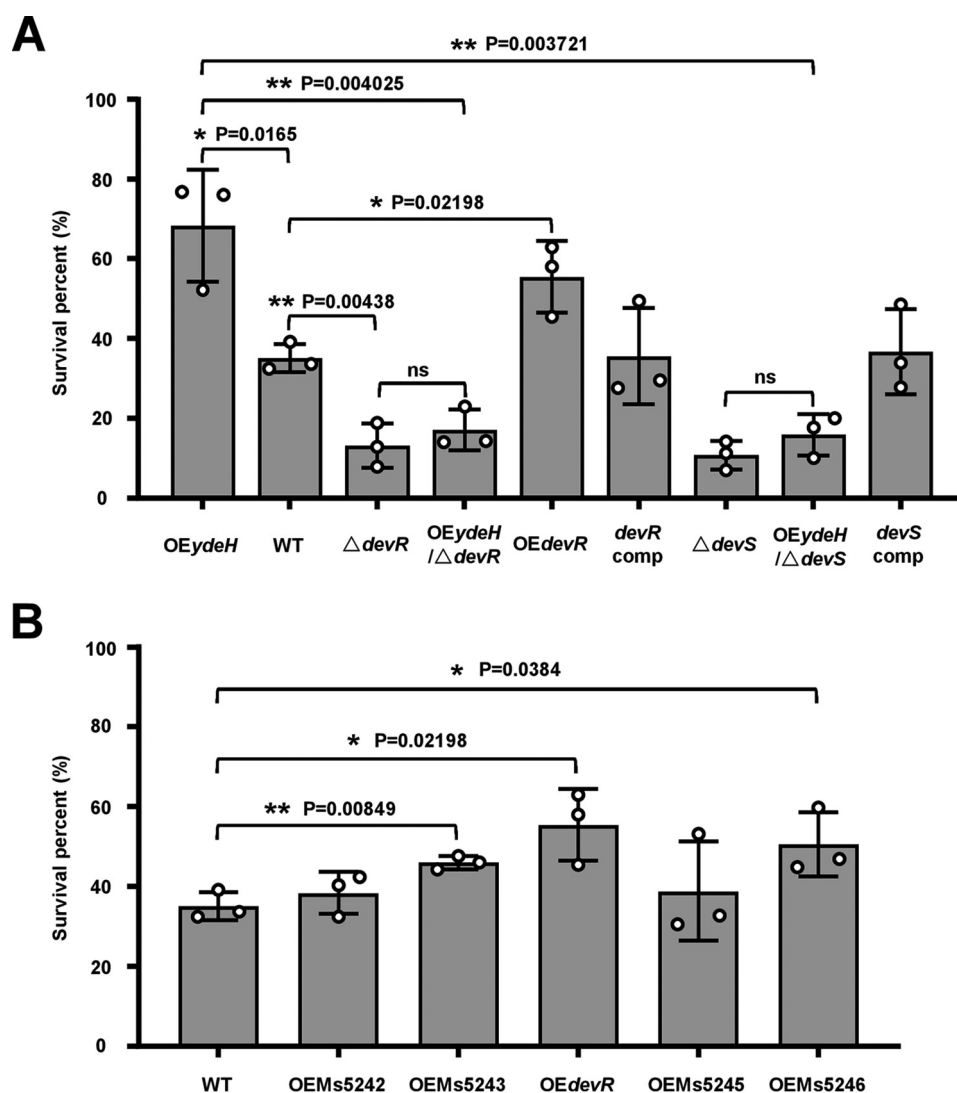 A
** P=0.003721
** P=0.004025
* P=0.0165
* P=0.02198
** P=0.00438
ns
ns
Survival percent (%)
100
80
60
40
20
0
OEydeH
WT
△devR
OEydeH
/△devR
OEdevR
devR
comp
△devS
OEydeH
/△devS
devS
comp
B
* P=0.0384
* P=0.02198
** P=0.00849
Survival percent (%)
100
80
60
40
20
0
WT
OEMs5242
OEMs5243
OEdevR
OEMs5245
OEMs5246